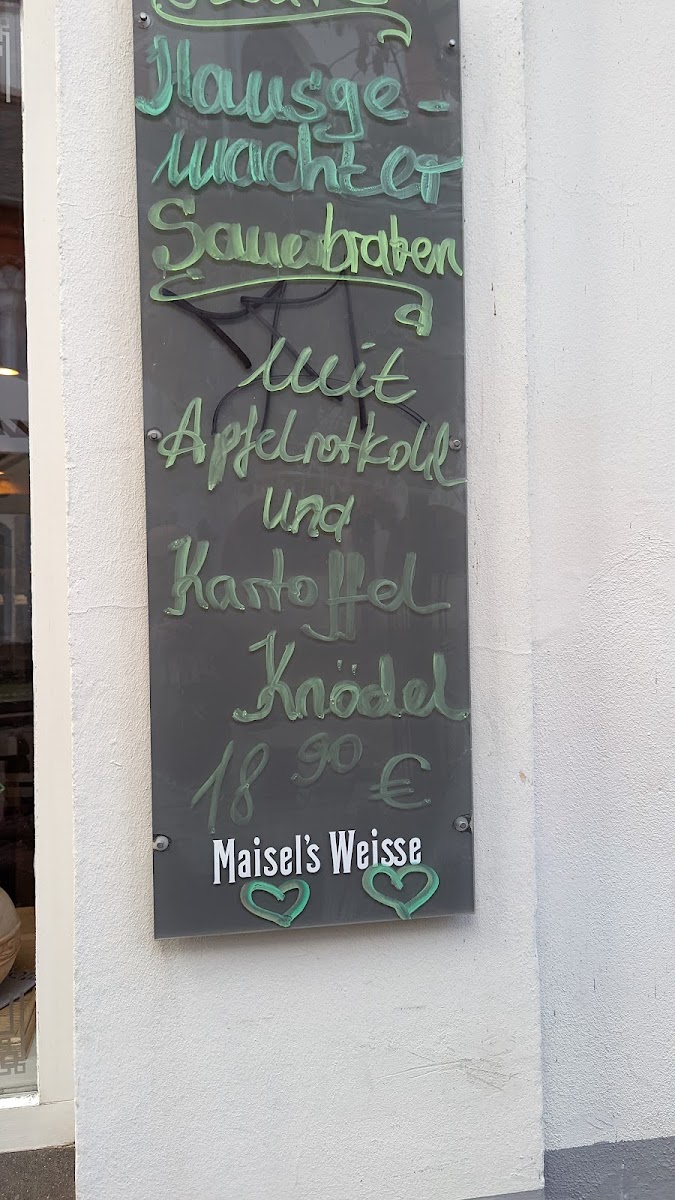 Hausge-
machter
Sauerbraten
mit
Apfelrotkohl
und
Kartoffel
Knödel
18 90 €
Maisel's Weisse